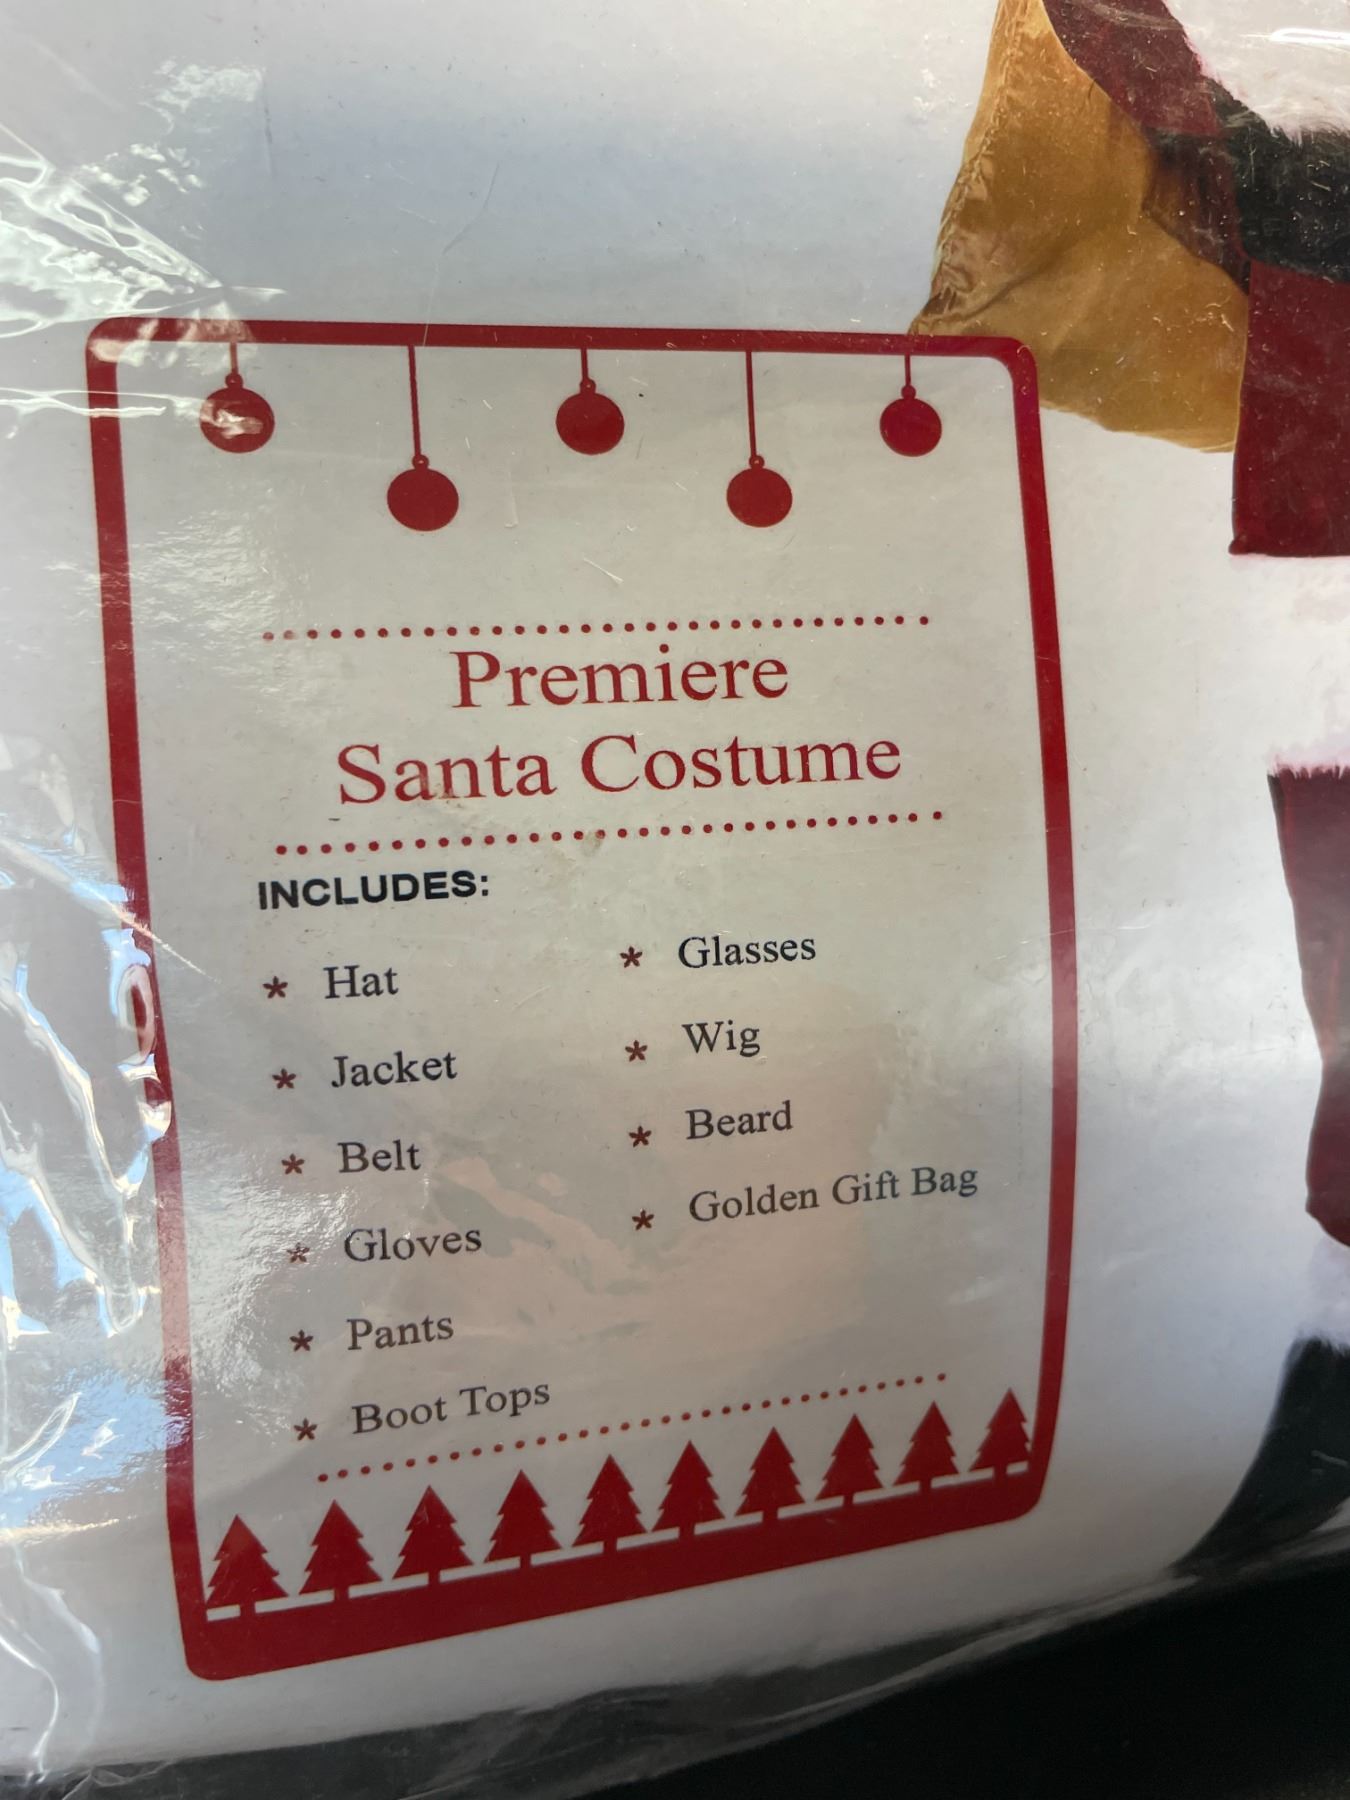 Premiere
Santa Costume
INCLUDES:
* Hat
* Jacket
* Belt
* Gloves
* Pants
* Boot Tops
* Glasses
* Wig
* Beard
* Golden Gift Bag